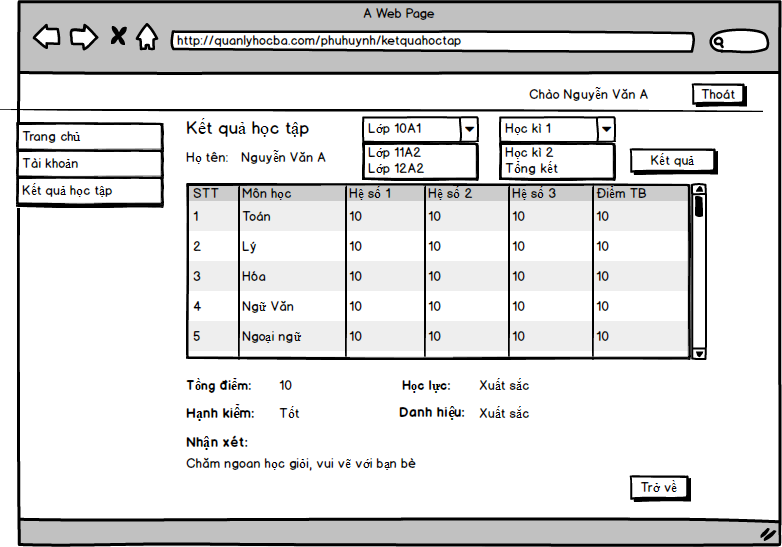 A Web Page
http://quanlyhocba.com/phuhuynh/ketquahoctap
Chào Nguyễn Văn A
Thoát
Trang chủ
Tài khoản
Kết quả học tập
Kết quả học tập
Lớp 10A1
Học kì 1
Họ tên: Nguyễn Văn A
Lớp 11A2
Lớp 12A2
Học kì 2
Tổng kết
Kết quả
STT Môn học Hệ số 1 Hệ số 2 Hệ số 3 Điểm TB
1 Toán 10 10 10 10
2 Lý 10 10 10 10
3 Hóa 10 10 10 10
4 Ngữ Văn 10 10 10 10
5 Ngoại ngữ 10 10 10 10
Tổng điểm: 10 Học lực: Xuất sắc
Hạnh kiểm: Tốt Danh hiệu: Xuất sắc
Nhận xét:
Chăm ngoan học giỏi, vui vẽ với bạn bè
Trở về